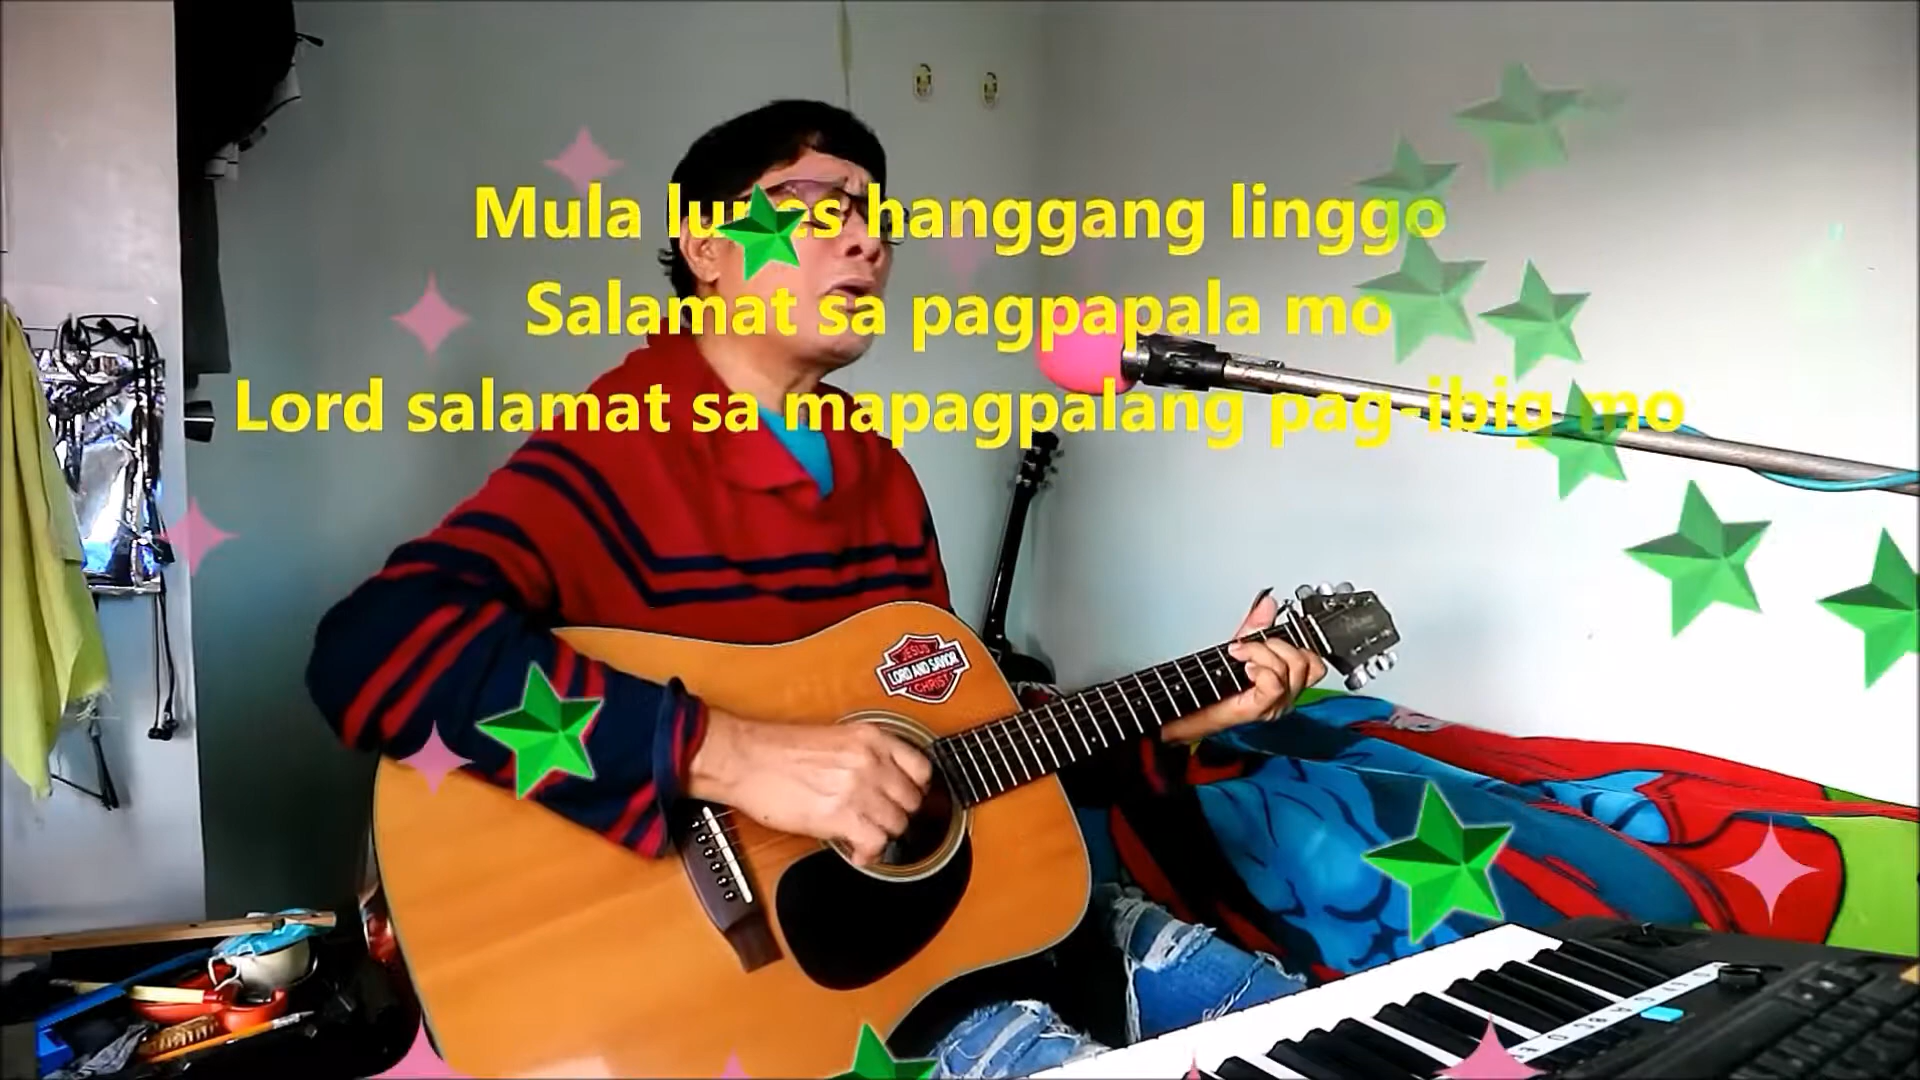 Mula lunes hanggang linggo
Salamat sa pagpapala mo
Lord salamat sa mapagpalang pag-ibig mo
JESUS
LORD AND SAVIOR
CHRIST